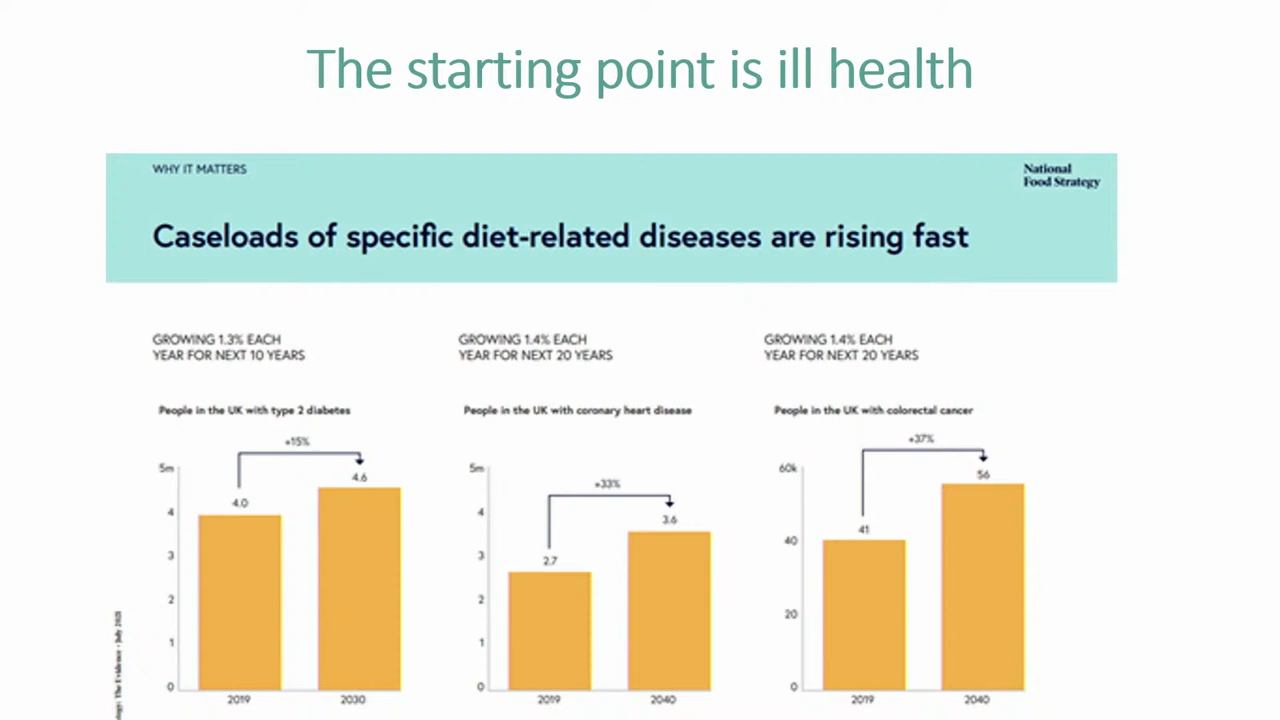 The starting point is ill health
WHY IT MATTERS
National
Food Strategy
Caseloads of specific diet-related diseases are rising fast
GROWING 1.3% EACH
YEAR FOR NEXT 10 YEARS
People in the UK with type 2 diabetes
+15%
5m
4
3
2
1
0
4.0
4.6
2019
2030
GROWING 1.4% EACH
YEAR FOR NEXT 20 YEARS
People in the UK with coronary heart disease
+33%
5m
4
3
2
1
0
2.7
3.6
2019
2040
GROWING 1.4% EACH
YEAR FOR NEXT 20 YEARS
People in the UK with colorectal cancer
+37%
60k
40
20
0
41
56
2019
2040
The Evidence - July 2021